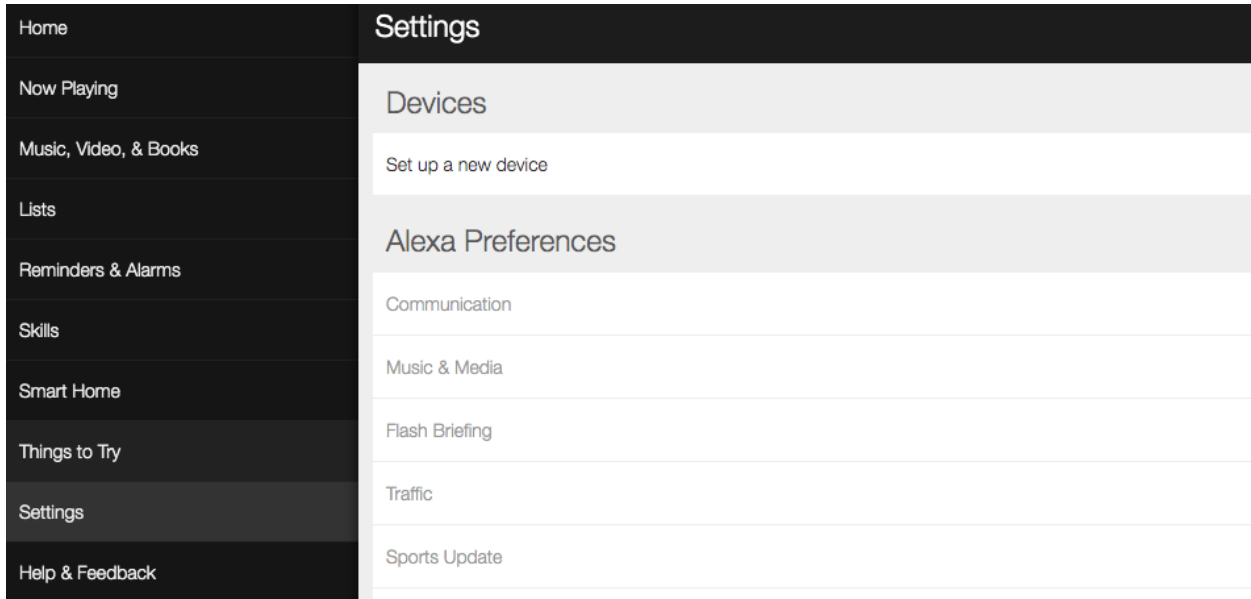 Home
Now Playing
Music, Video, & Books
Lists
Reminders & Alarms
Skills
Smart Home
Things to Try
Settings
Help & Feedback
Settings
Devices
Set up a new device
Alexa Preferences
Communication
Music & Media
Flash Briefing
Traffic
Sports Update